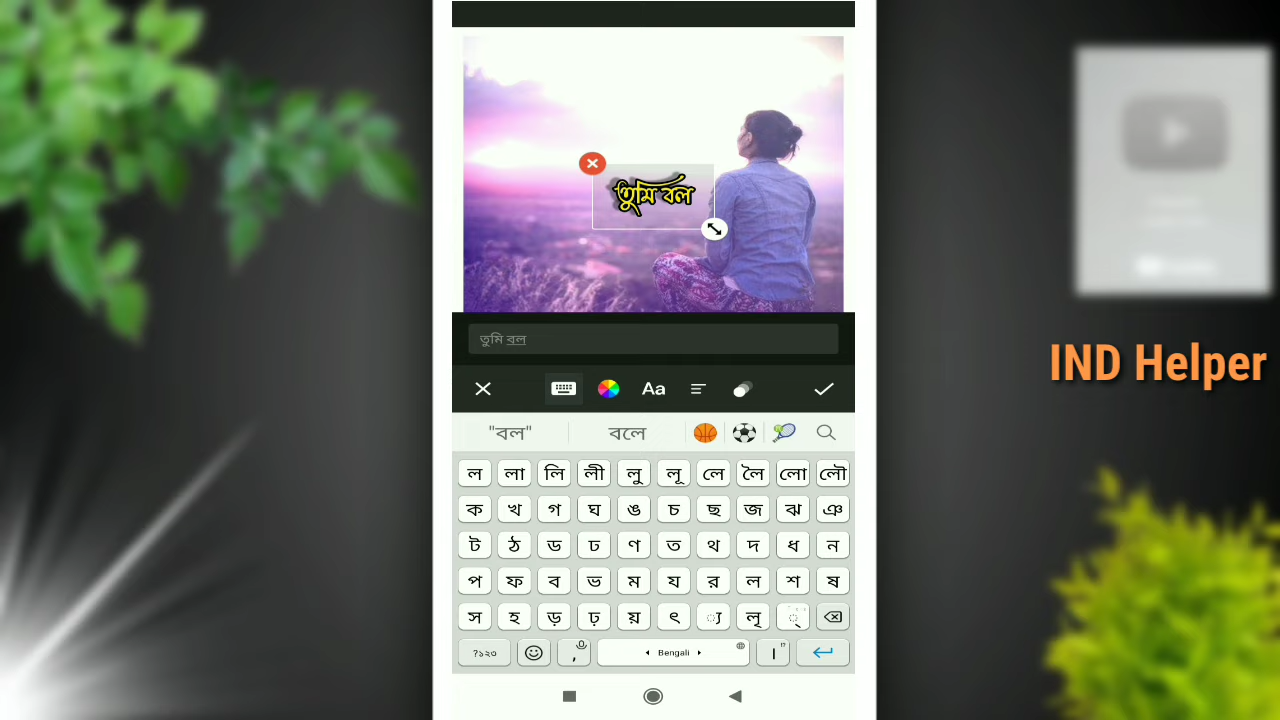 তুমি বল
IND Helper
তুমি বল
Aa
"বল" বলে
ল লা লি লী লু লূ লে লৈ লো লৌ
ক খ গ ঘ ঙ চ ছ জ ঝ ঞ
ট ঠ ড ঢ ণ ত থ দ ধ ন
প ফ ব ভ ম য র ল শ ষ
স হ ড় ঢ় য় ৎ ্য লৃ ্
?১২৩ , Bengali ।